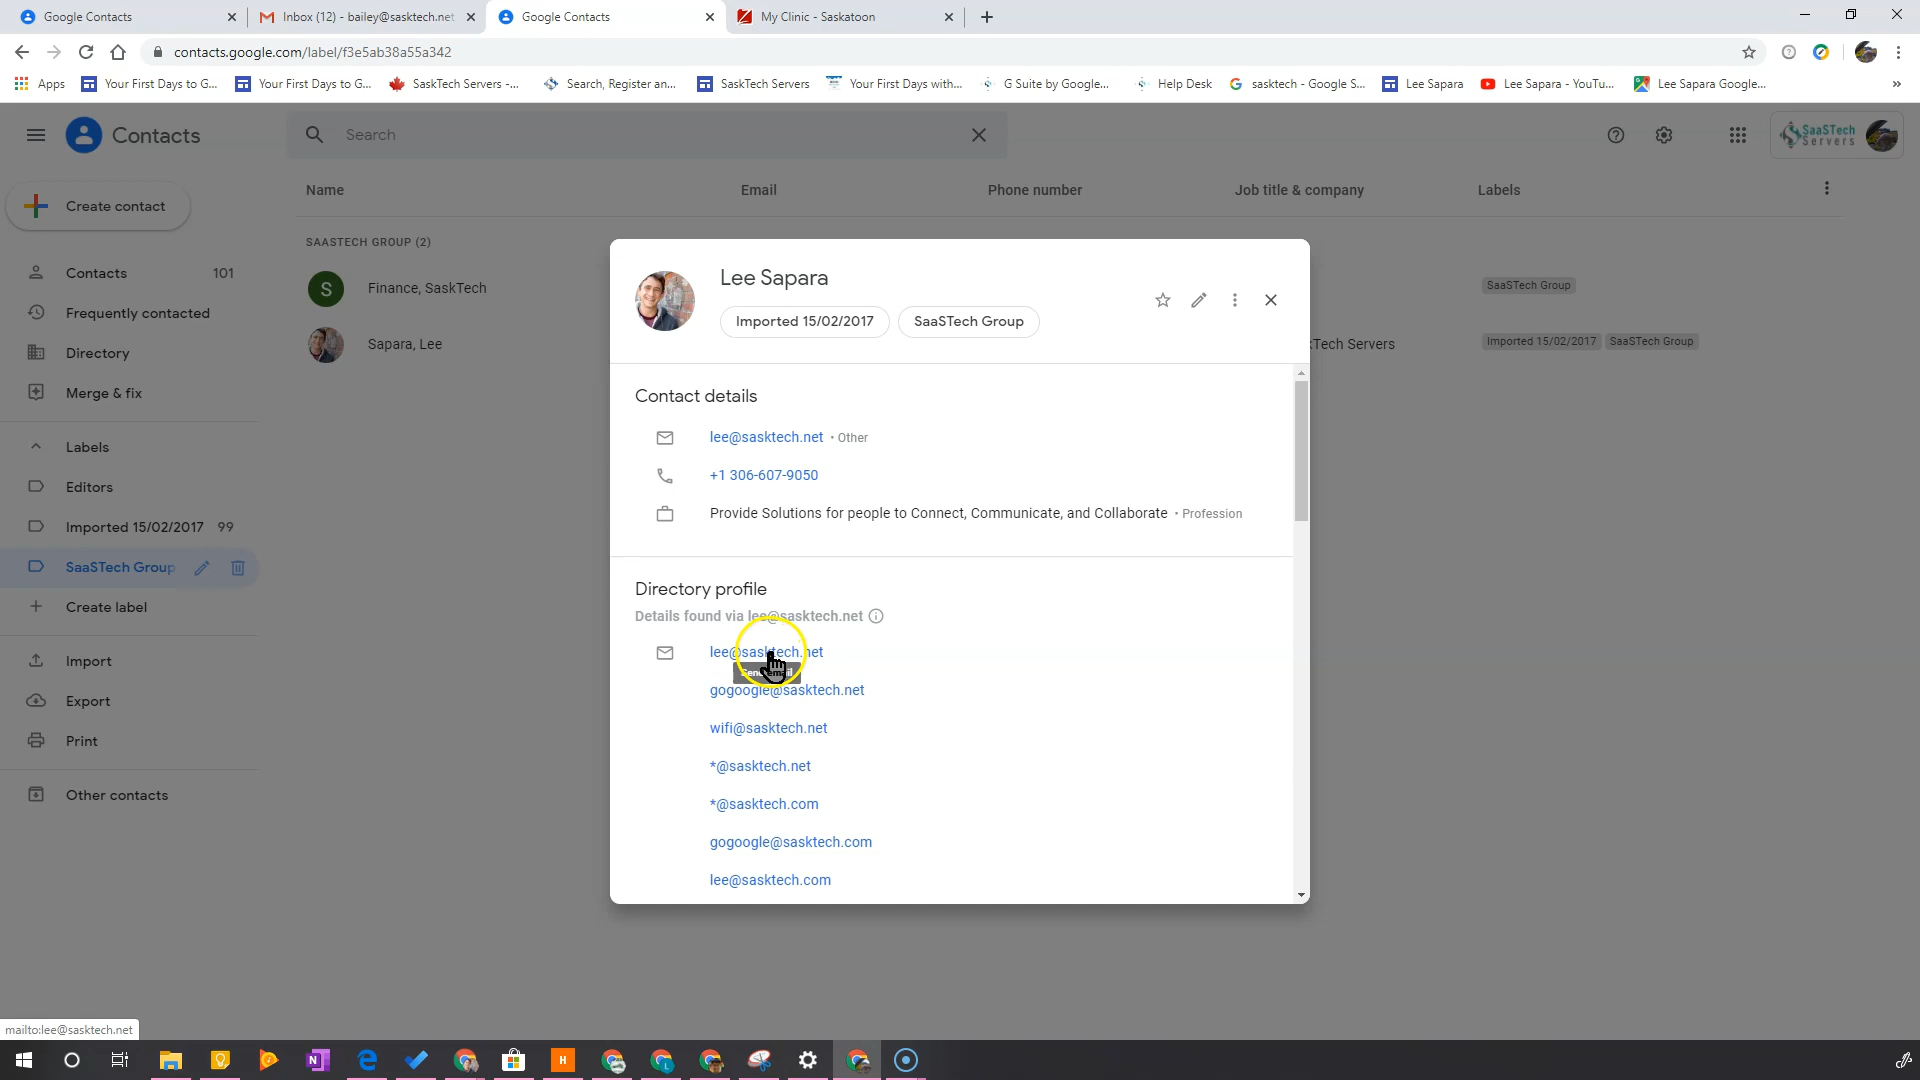 Google Contacts
Inbox (12) - bailey@sasktech.net
Google Contacts
My Clinic - Saskatoon
contacts.google.com/label/f3e5ab38a55a342
Apps
Your First Days to G...
Your First Days to G...
SaskTech Servers -...
Search, Register an...
SaskTech Servers
Your First Days with...
G Suite by Google...
Help Desk
sasktech - Google S...
Lee Sapara
Lee Sapara - YouTu...
Lee Sapara Google...
Contacts
Search
SaaSTech
Servers
Create contact
Contacts 101
Frequently contacted
Directory
Merge & fix
Labels
Editors
Imported 15/02/2017 99
SaaSTech Group
Create label
Import
Export
Print
Other contacts
Name Email Phone number Job title & company Labels
SAASTECH GROUP (2)
S Finance, SaskTech SaaSTech Group
Sapara, Lee Tech Servers Imported 15/02/2017 SaaSTech Group
Lee Sapara
Imported 15/02/2017 SaaSTech Group
Contact details
lee@sasktech.net • Other
+1 306-607-9050
Provide Solutions for people to Connect, Communicate, and Collaborate • Profession
Directory profile
Details found via lee@sasktech.net
lee@sasktech.net
gogoogle@sasktech.net
wifi@sasktech.net
*@sasktech.net
*@sasktech.com
gogoogle@sasktech.com
lee@sasktech.com
mailto:lee@sasktech.net